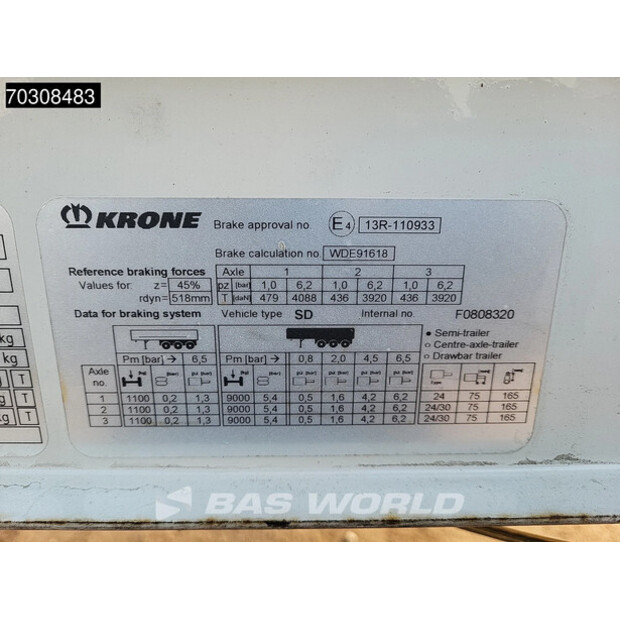 70308483
KRONE Brake approval no. E4 13R-110933
Brake calculation no. WDE91618
Reference braking forces Axle 1 2 3
Values for: z= 45% pz [bar] 1,0 6,2 1,0 6,2 1,0 6,2
rdyn= 518mm T [daN] 479 4088 436 3920 436 3920
Data for braking system Vehicle type SD Internal no. F0808320
Semi-trailer
Centre-axle-trailer
Drawbar trailer
Pm [bar] 6,5 Pm [bar] 0,8 2,0 4,5 6,5
Axle no.
1 1100 0,2 1,3 9000 5,4 0,5 1,6 4,2 6,2 24 75 165
2 1100 0,2 1,3 9000 5,4 0,5 1,6 4,2 6,2 24/30 75 165
3 1100 0,2 1,3 9000 5,4 0,5 1,6 4,2 6,2 24/30 75 165
kg
kg
kg T
kg T
BAS WORLD